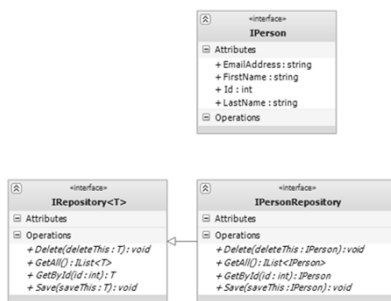 «interface»
IPerson
Attributes
+ EmailAddress : string
+ FirstName : string
+ Id : int
+ LastName : string
Operations
«interface»
IRepository<T>
Attributes
Operations
+ Delete(deleteThis : T) : void
+ GetAll() : IList<T>
+ GetById(id : int) : T
+ Save(saveThis : T) : void
«interface»
IPersonRepository
Attributes
Operations
+ Delete(deleteThis : IPerson) : void
+ GetAll() : IList<IPerson>
+ GetById(id : int) : IPerson
+ Save(saveThis : IPerson) : void